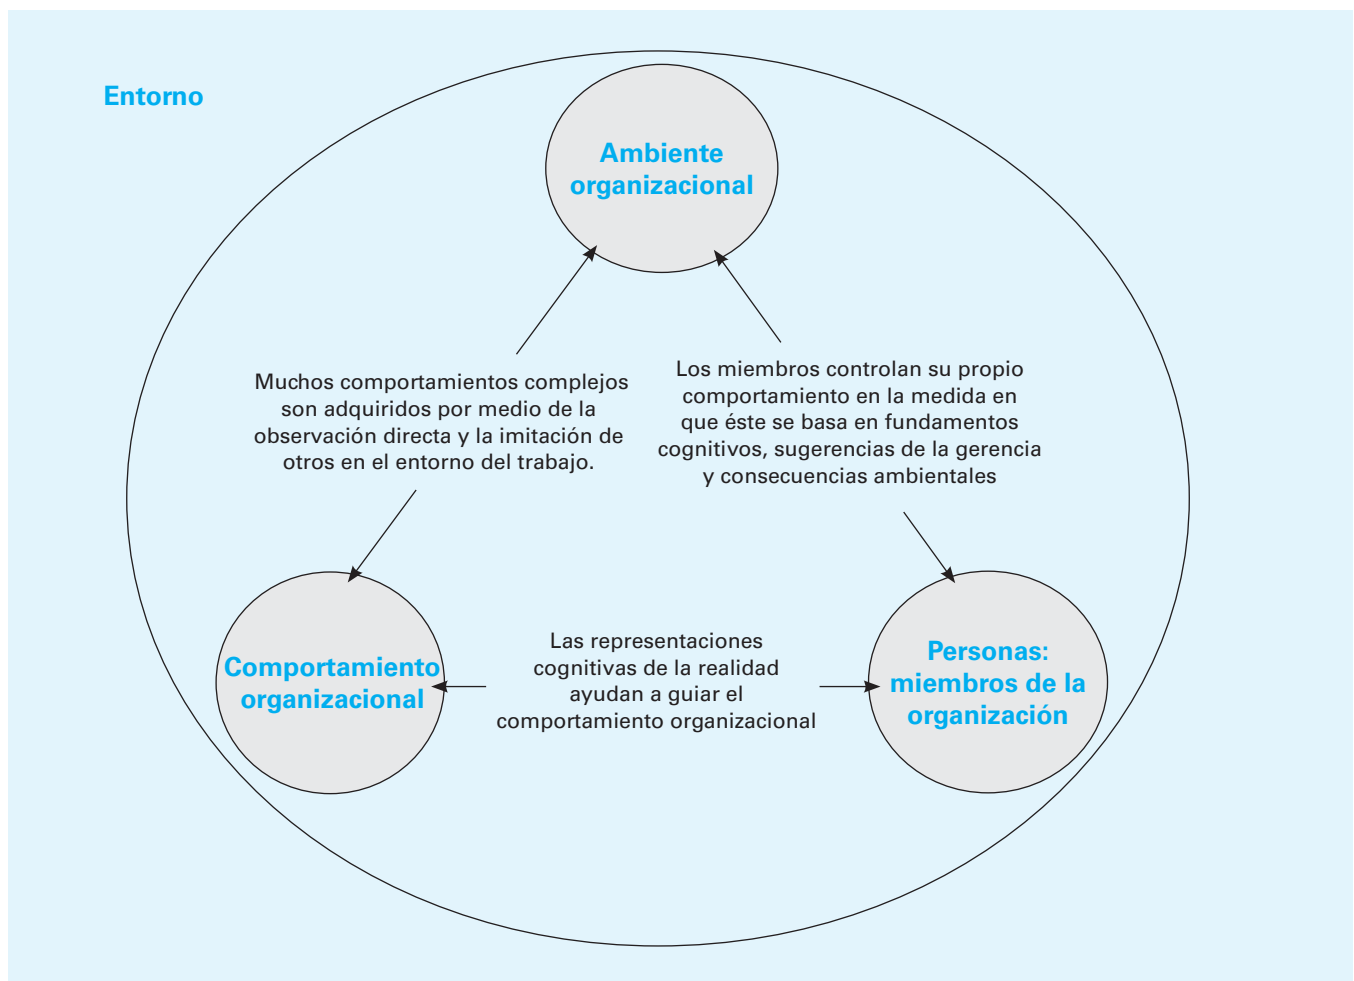 Entorno
Ambiente
organizacional
Muchos comportamientos complejos
son adquiridos por medio de la
observación directa y la imitación de
otros en el entorno del trabajo.
Los miembros controlan su propio
comportamiento en la medida en
que éste se basa en fundamentos
cognitivos, sugerencias de la gerencia
y consecuencias ambientales
Comportamiento
organizacional
Las representaciones
cognitivas de la realidad
ayudan a guiar el
comportamiento organizacional
Personas:
miembros de la
organización